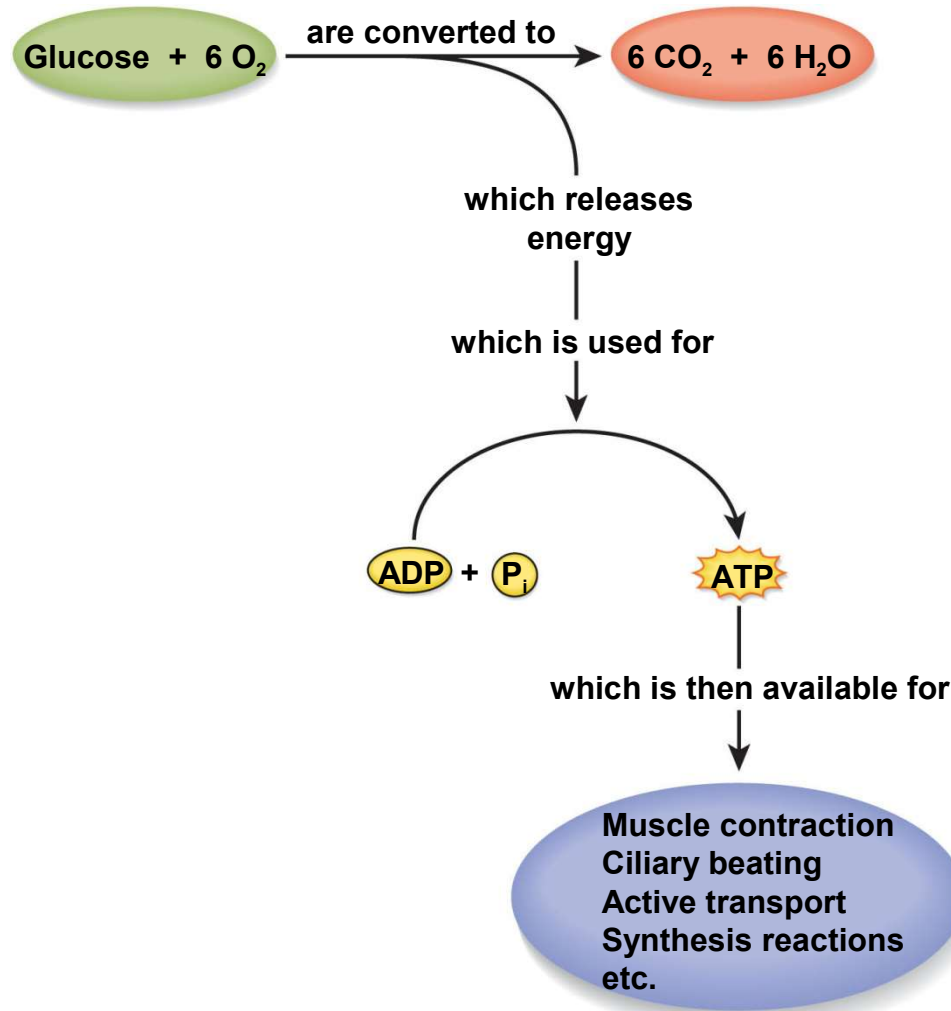 Glucose + 6 O₂
are converted to
6 CO₂ + 6 H₂O
which releases
energy
which is used for
ADP + Pᵢ
ATP
which is then available for
Muscle contraction
Ciliary beating
Active transport
Synthesis reactions
etc.